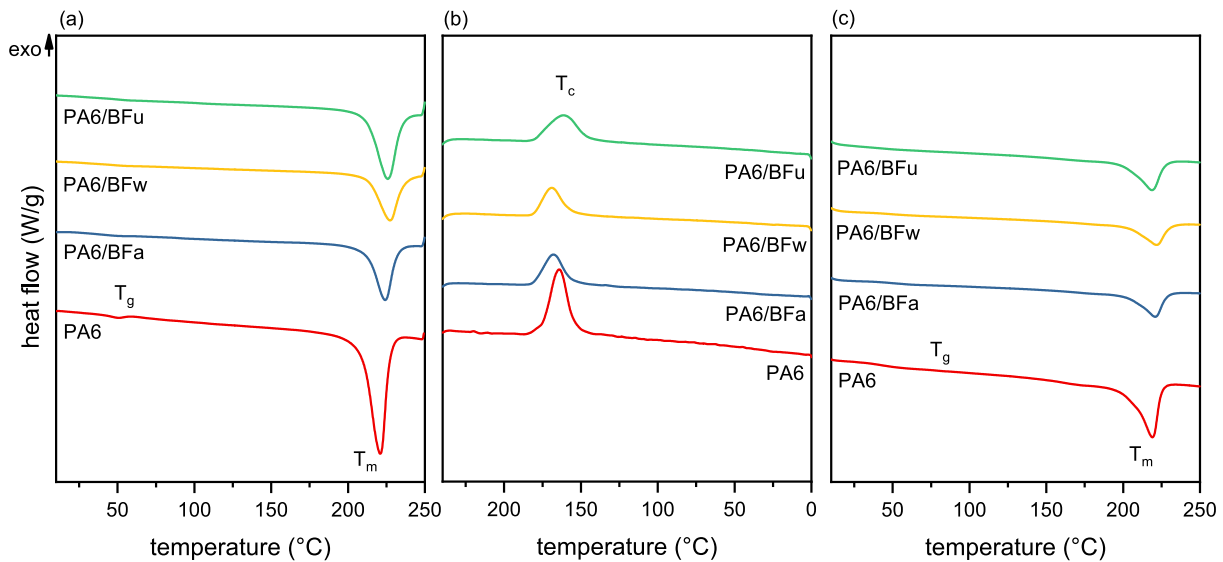 (a)
(b)
(c)
exo
heat flow (W/g)
PA6/BFu
PA6/BFw
PA6/BFa
Tg
PA6
Tm
50 100 150 200 250
temperature (°C)
Tc
PA6/BFu
PA6/BFw
PA6/BFa
PA6
200 150 100 50 0
temperature (°C)
PA6/BFu
PA6/BFw
PA6/BFa
Tg
PA6
Tm
50 100 150 200 250
temperature (°C)